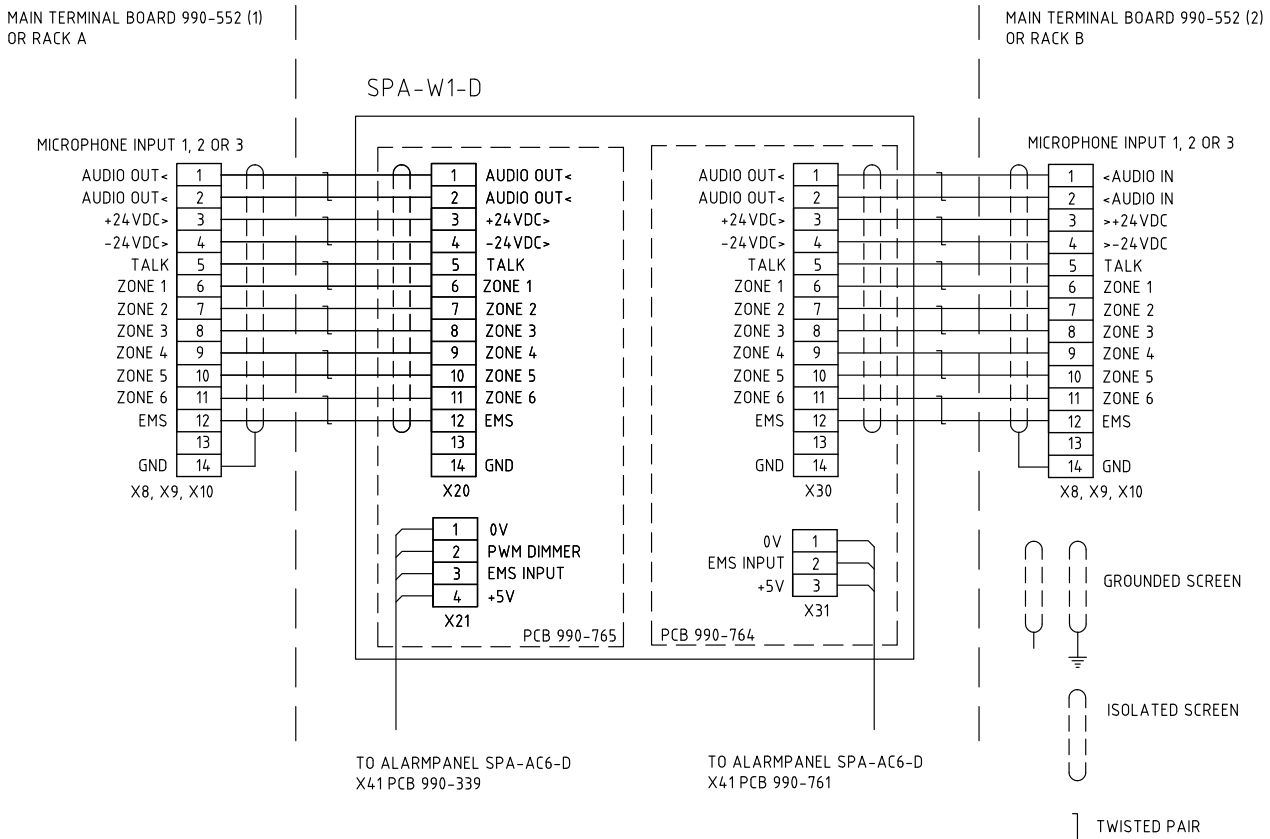 MAIN TERMINAL BOARD 990-552 (1)
OR RACK A
MAIN TERMINAL BOARD 990-552 (2)
OR RACK B
SPA-W1-D
MICROPHONE INPUT 1, 2 OR 3
AUDIO OUT< 1
AUDIO OUT< 2
+24VDC> 3
-24VDC> 4
TALK 5
ZONE 1 6
ZONE 2 7
ZONE 3 8
ZONE 4 9
ZONE 5 10
ZONE 6 11
EMS 12
13
GND 14
X8, X9, X10
1 AUDIO OUT<
2 AUDIO OUT<
3 +24VDC>
4 -24VDC>
5 TALK
6 ZONE 1
7 ZONE 2
8 ZONE 3
9 ZONE 4
10 ZONE 5
11 ZONE 6
12 EMS
13
14 GND
X20
1 0V
2 PWM DIMMER
3 EMS INPUT
4 +5V
X21
PCB 990-765
AUDIO OUT< 1
AUDIO OUT< 2
+24VDC> 3
-24VDC> 4
TALK 5
ZONE 1 6
ZONE 2 7
ZONE 3 8
ZONE 4 9
ZONE 5 10
ZONE 6 11
EMS 12
13
GND 14
X30
0V 1
EMS INPUT 2
+5V 3
X31
PCB 990-764
MICROPHONE INPUT 1, 2 OR 3
1 <AUDIO IN
2 <AUDIO IN
3 >+24VDC
4 >-24VDC
5 TALK
6 ZONE 1
7 ZONE 2
8 ZONE 3
9 ZONE 4
10 ZONE 5
11 ZONE 6
12 EMS
13
14 GND
X8, X9, X10
GROUNDED SCREEN
ISOLATED SCREEN
TWISTED PAIR
TO ALARMPANEL SPA-AC6-D
X41 PCB 990-339
TO ALARMPANEL SPA-AC6-D
X41 PCB 990-761